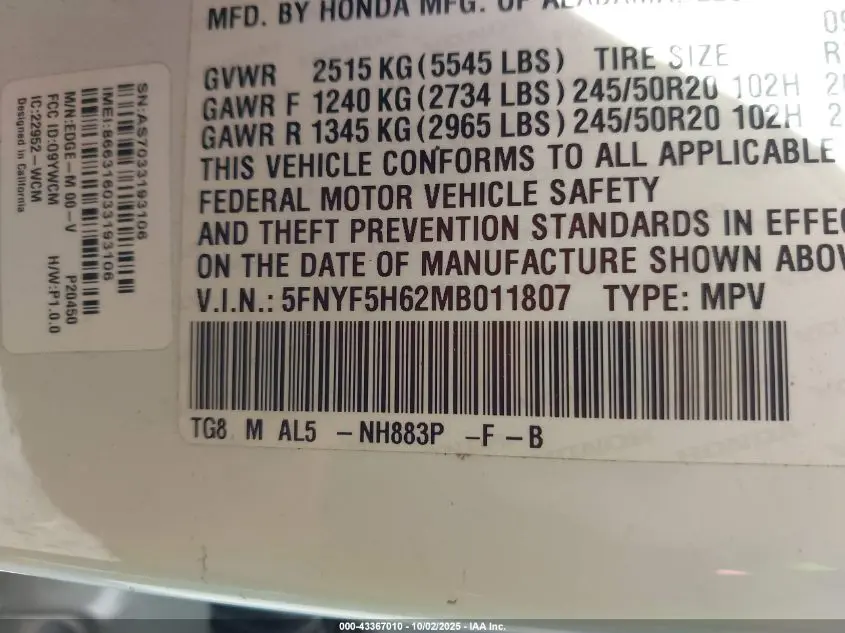 MFD. BY HONDA MFG. OF
GVWR 2515 KG (5545 LBS) TIRE SIZE
GAWR F 1240 KG (2734 LBS) 245/50R20 102H
GAWR R 1345 KG (2965 LBS) 245/50R20 102H
THIS VEHICLE CONFORMS TO ALL APPLICABLE
FEDERAL MOTOR VEHICLE SAFETY
AND THEFT PREVENTION STANDARDS IN
ON THE DATE OF MANUFACTURE SHOWN
V.I.N.: 5FNYF5H62MB011807 TYPE: MPV
TG8 M AL5 -NH883P -F -B
SN:AS7033193106
IMEI:866316033193106
M/N:EDGE-M 00-V P20450
FCC ID:O9YWCM H/W:P1.0.0
IC:22952-WCM
Designed in California
000-43367010 - 10/02/2025 - IAA Inc.